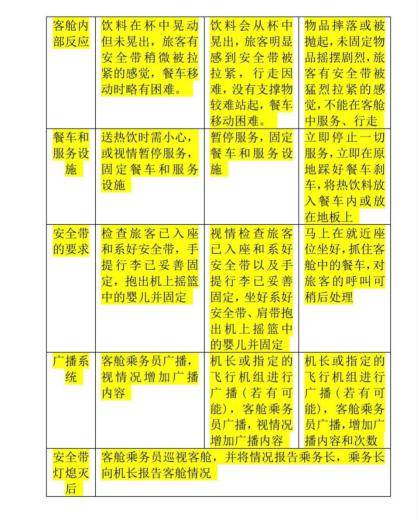 客舱内
部反应
饮料在杯中晃动
但未晃出，旅客有
安全带稍微被拉
紧的感觉，餐车移
动时略有困难。
饮料会从杯中
晃出，旅客明显
感到安全带被
拉紧，行走困
难，没有支撑物
较难站起，餐车
移动困难。
物品摔落或被
抛起，未固定物
品摇摆剧烈，旅
客有安全带被
猛烈拉紧的感
觉，不能在客舱
中服务、行走
餐车和
服务设
施
送热饮时需小心，
或视情暂停服务，
固定餐车和服务
设施
暂停服务，固定
餐车和服务设
施
立即停止一切
服务，立即在原
地踩好餐车刹
车，将热饮料放
入餐车内或放
在地板上
安全带
的要求
检查旅客已入座
和系好安全带，手
提行李已妥善固
定，抱出机上摇篮
中的婴儿并固定
视情检查旅客
已入座和系好
安全带以及手
提行李已妥善
固定，坐好系好
安全带、肩带抱
出机上摇篮中
的婴儿并固定
马上在就近座
位坐好，抓住客
舱中的餐车，对
旅客的呼叫可
稍后处理
广播系
统
客舱乘务员广播，
视情况增加广播
内容
机长或指定的
飞行机组进行
广播(若有可
能)，客舱乘务
员广播，视情况
增加广播内容
机长或指定的
飞行机组进行
广播(若有可
能)，客舱乘务
员广播，增加广
播内容和次数
安全带
灯熄灭
后
客舱乘务员巡视客舱，并将情况报告乘务长，乘务长
向机长报告客舱情况